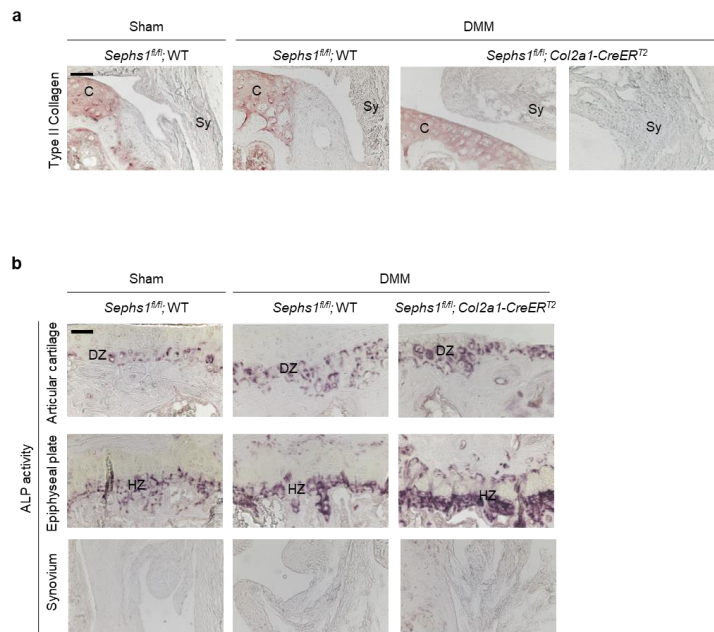 a
Sham DMM
Sephs1fl/fl; WT Sephs1fl/fl; WT Sephs1fl/fl; Col2a1-CreERT2
Type II Collagen
C Sy C Sy C Sy Sy
b
Sham DMM
Sephs1fl/fl; WT Sephs1fl/fl; WT Sephs1fl/fl; Col2a1-CreERT2
ALP activity
Articular cartilage
DZ DZ DZ
Epiphyseal plate
HZ HZ HZ
Synovium